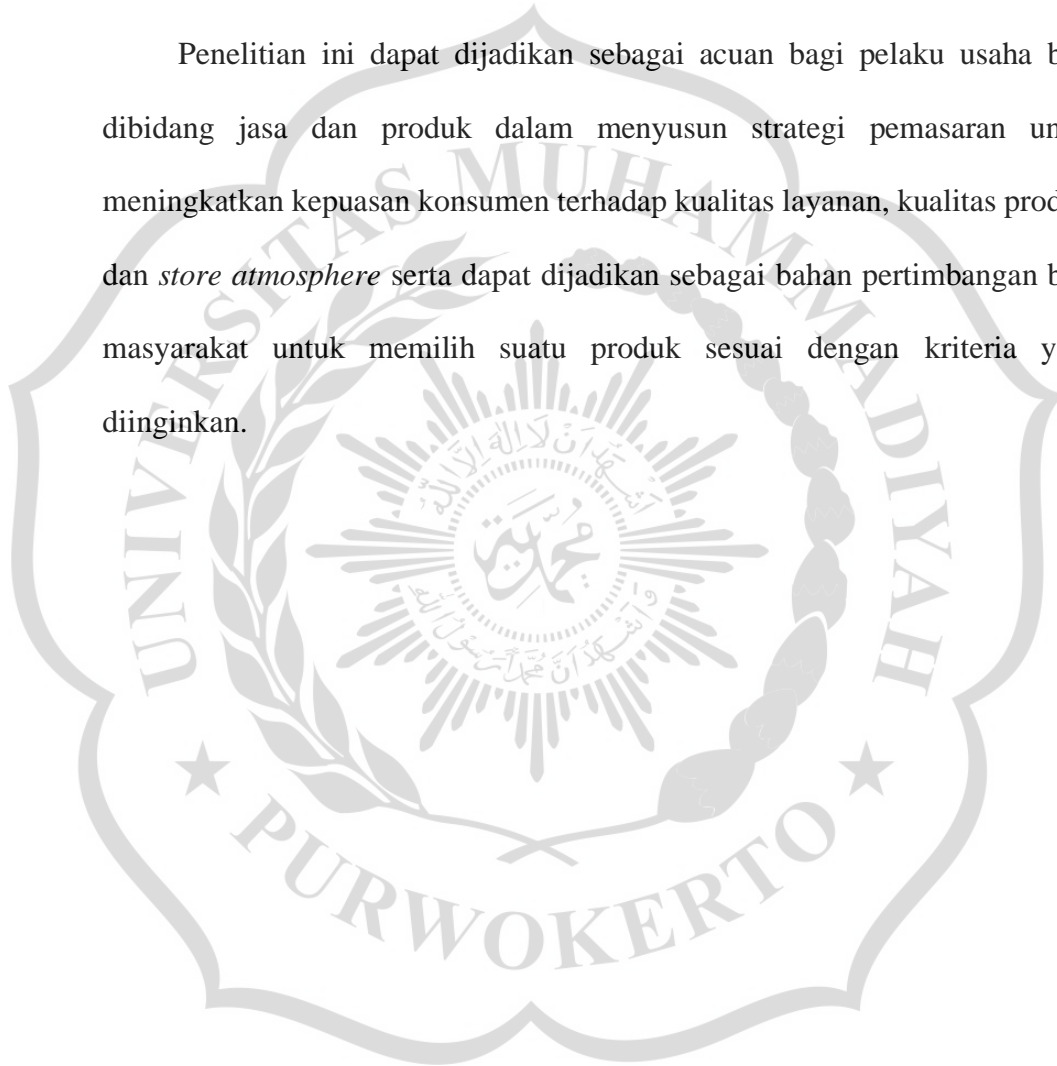 Penelitian ini dapat dijadikan sebagai acuan bagi pelaku usaha b
dibidang jasa dan produk dalam menyusun strategi pemasaran un
meningkatkan kepuasan konsumen terhadap kualitas layanan, kualitas prod
dan store atmosphere serta dapat dijadikan sebagai bahan pertimbangan b
masyarakat untuk memilih suatu produk sesuai dengan kriteria y
diinginkan.
UNIVERSITAS MUHAMMADIYAH
PURWOKERTO
اَشْهَدُ اَنْ لَا اِلٰهَ اِلَّا اللّٰهُ
مُحَمَّدِيَّة
وَاَشْهَدُ اَنَّ مُحَمَّدًا رَسُوْلُ اللّٰهِ